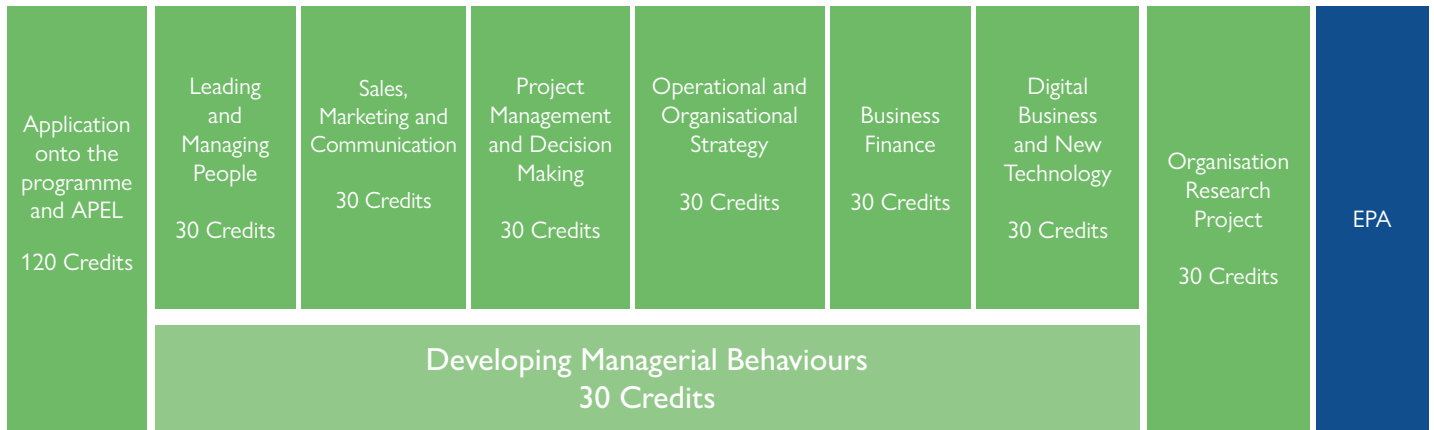 Application
onto the
programme
and APEL
120 Credits
Leading
and
Managing
People
30 Credits
Sales,
Marketing and
Communication
30 Credits
Project
Management
and Decision
Making
30 Credits
Operational and
Organisational
Strategy
30 Credits
Business
Finance
30 Credits
Digital
Business
and New
Technology
30 Credits
Organisation
Research
Project
30 Credits
EPA
Developing Managerial Behaviours
30 Credits